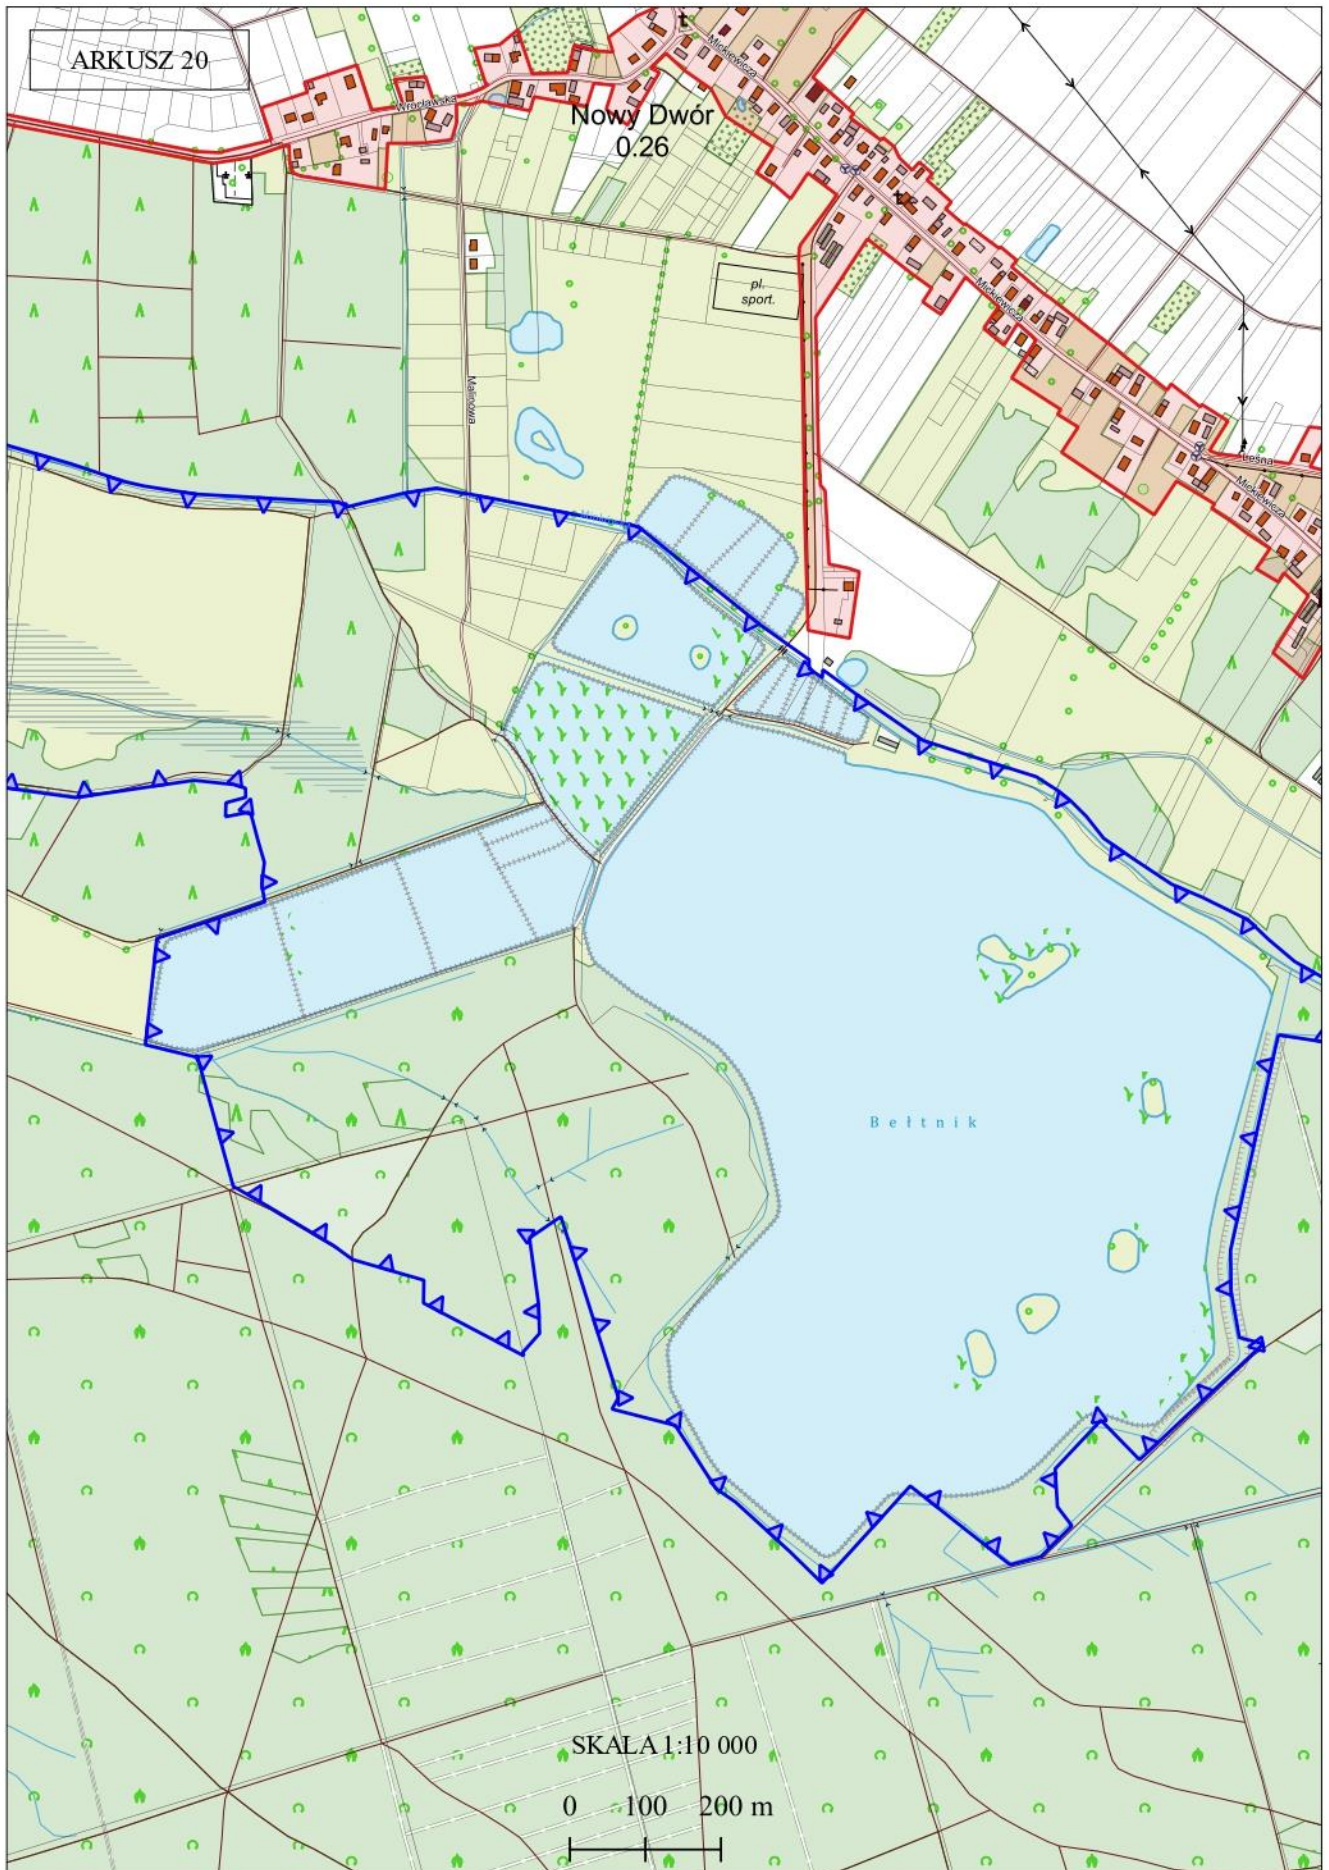 ARKUSZ 20
Wrocławska
Mickiewicza
Nowy Dwór
0.26
pl.
sport.
Mickiewicza
Malinowa
Leśna
Mickiewicza
Bełtnik
SKALA 1:10 000
0 100 200 m